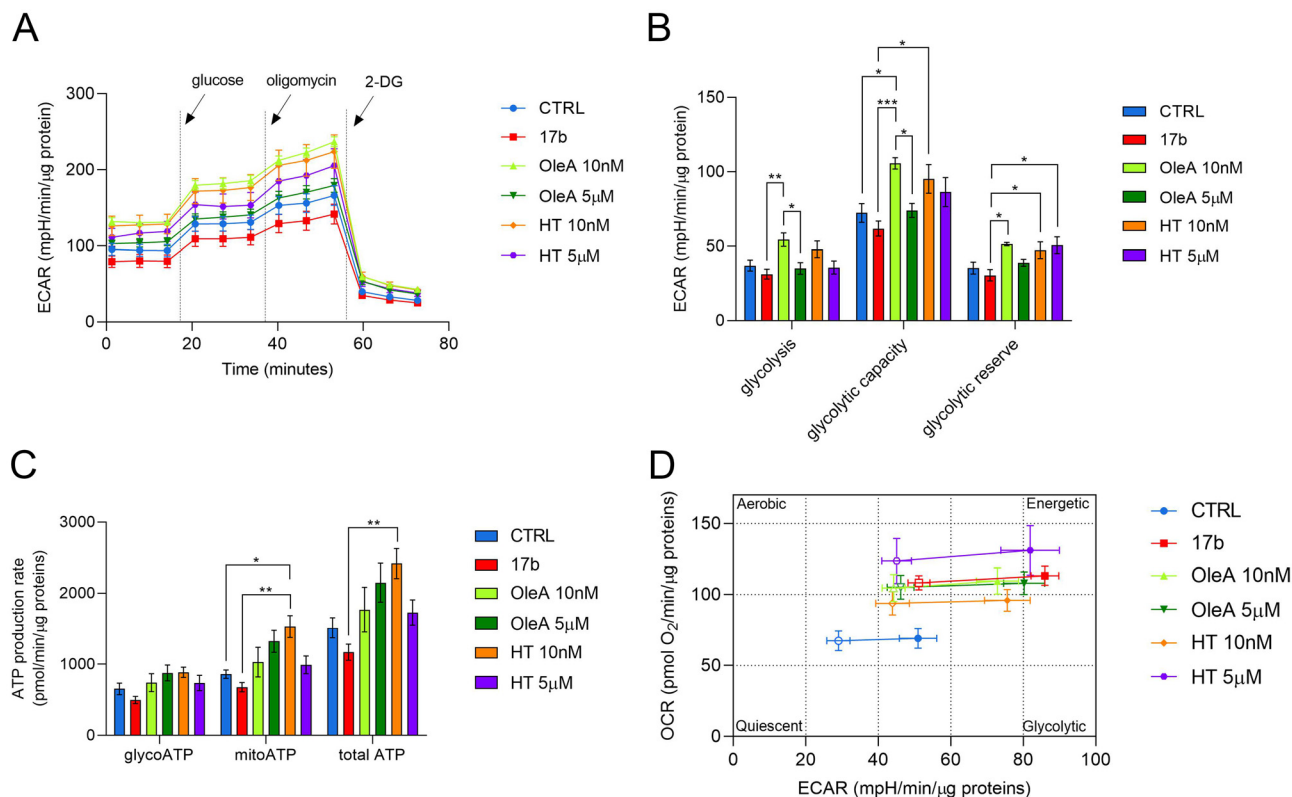 A
glucose
oligomycin
2-DG
ECAR (mpH/min/µg protein)
300
200
100
0
0
20
40
60
80
Time (minutes)
CTRL
17b
OleA 10nM
OleA 5µM
HT 10nM
HT 5µM
B
ECAR (mpH/min/µg protein)
150
100
50
0
*
*
***
*
**
*
*
*
*
glycolysis
glycolytic capacity
glycolytic reserve
CTRL
17b
OleA 10nM
OleA 5µM
HT 10nM
HT 5µM
C
ATP production rate
(pmol/min/µg proteins)
3000
2000
1000
0
*
**
**
glycoATP
mitoATP
total ATP
CTRL
17b
OleA 10nM
OleA 5µM
HT 10nM
HT 5µM
D
OCR (pmol O₂/min/µg proteins)
150
100
50
0
Aerobic
Energetic
Quiescent
Glycolytic
0
20
40
60
80
100
ECAR (mpH/min/µg proteins)
CTRL
17b
OleA 10nM
OleA 5µM
HT 10nM
HT 5µM